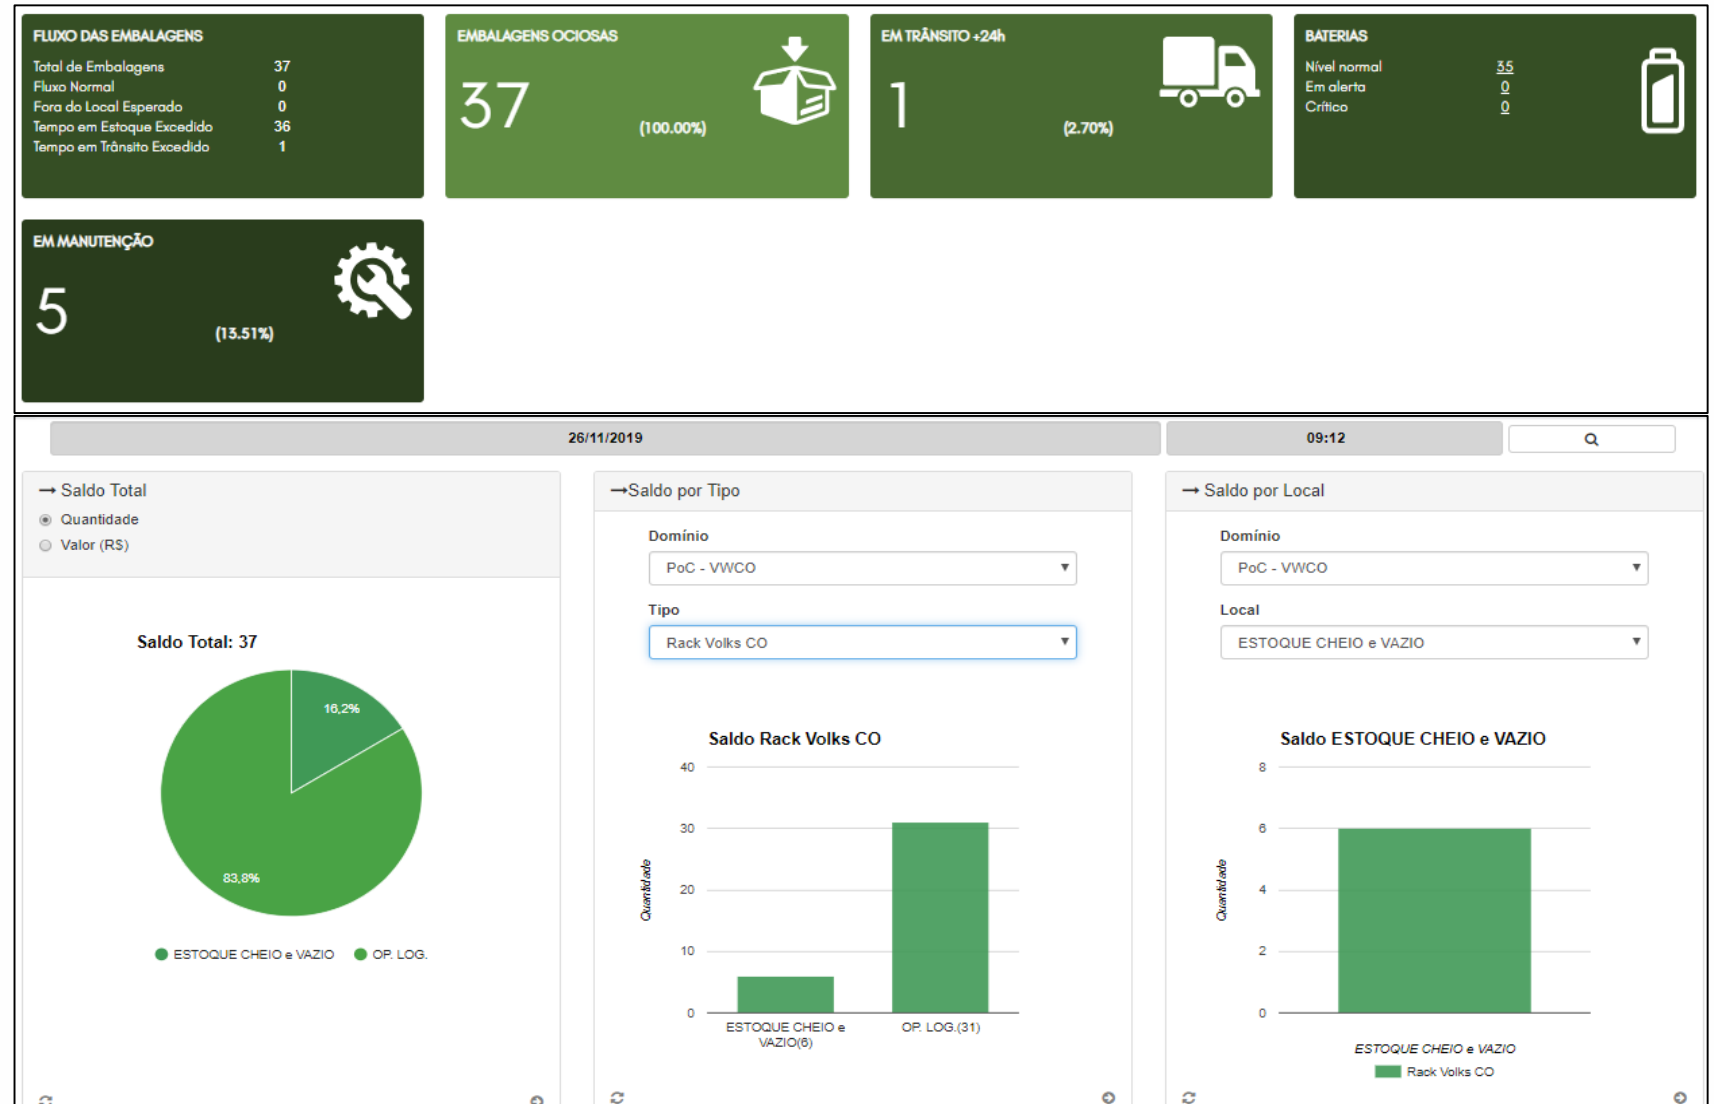 FLUXO DAS EMBALAGENS
Total de Embalagens 37
Fluxo Normal 0
Fora do Local Esperado 0
Tempo em Estoque Excedido 36
Tempo em Trânsito Excedido 1
EMBALAGENS OCIOSAS
37 (100.00%)
EM TRÂNSITO +24h
1 (2.70%)
BATERIAS
Nível normal 35
Em alerta 0
Crítico 0
EM MANUTENÇÃO
5 (13.51%)
26/11/2019 09:12
Saldo Total
Quantidade
Valor (R$)
Saldo Total: 37
16,2%
83,8%
ESTOQUE CHEIO e VAZIO OP. LOG.
Saldo por Tipo
Domínio
PoC - VWCO
Tipo
Rack Volks CO
Saldo Rack Volks CO
40
30
20
10
0
Quantidade
ESTOQUE CHEIO e
VAZIO(6)
OP. LOG.(31)
Saldo por Local
Domínio
PoC - VWCO
Local
ESTOQUE CHEIO e VAZIO
Saldo ESTOQUE CHEIO e VAZIO
8
6
4
2
0
Quantidade
ESTOQUE CHEIO e VAZIO
Rack Volks CO